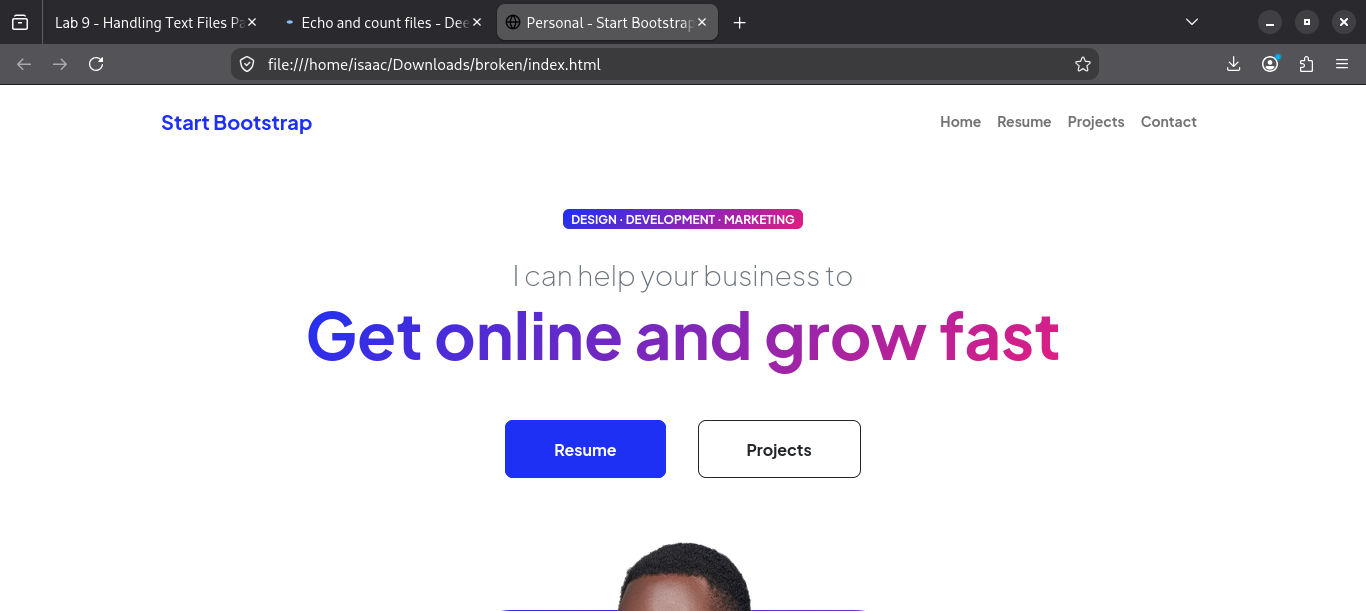 Lab 9 - Handling Text Files Pa
Echo and count files - Dee
Personal - Start Bootstrap
file:///home/isaac/Downloads/broken/index.html
Start Bootstrap
Home Resume Projects Contact
DESIGN · DEVELOPMENT · MARKETING
I can help your business to
Get online and grow fast
Resume
Projects